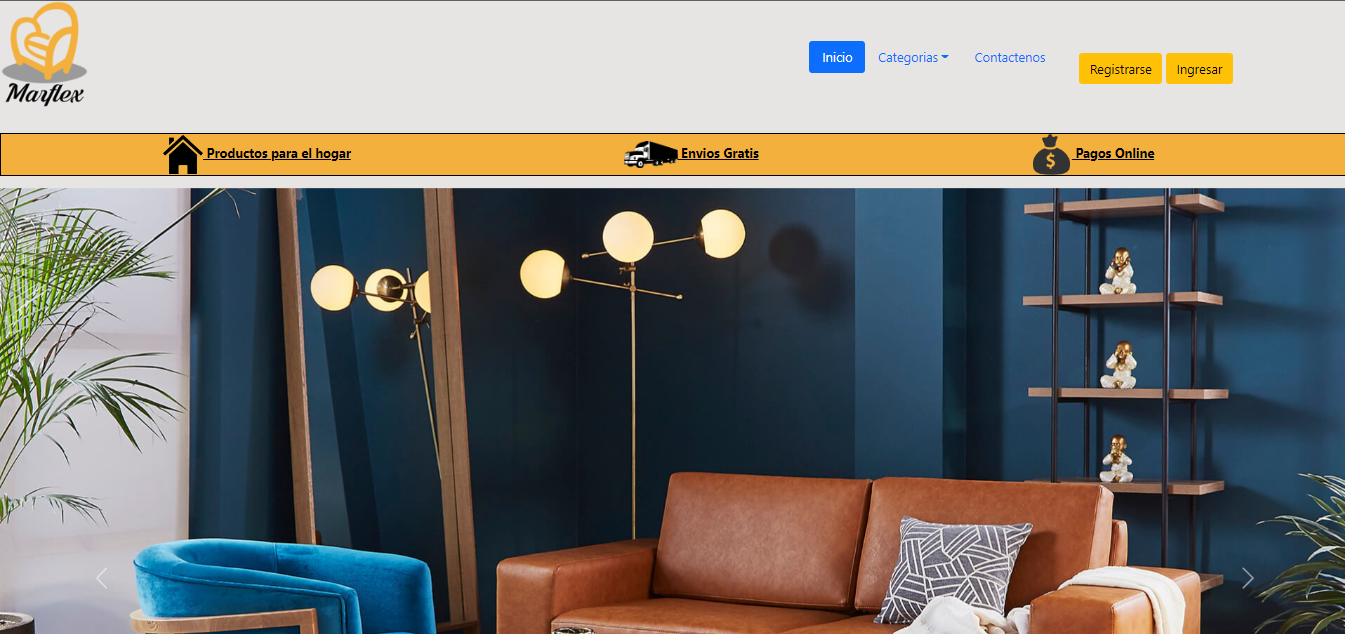 Marflex
Inicio Categorias Contactenos Registrarse Ingresar
Productos para el hogar Envios Gratis $ Pagos Online